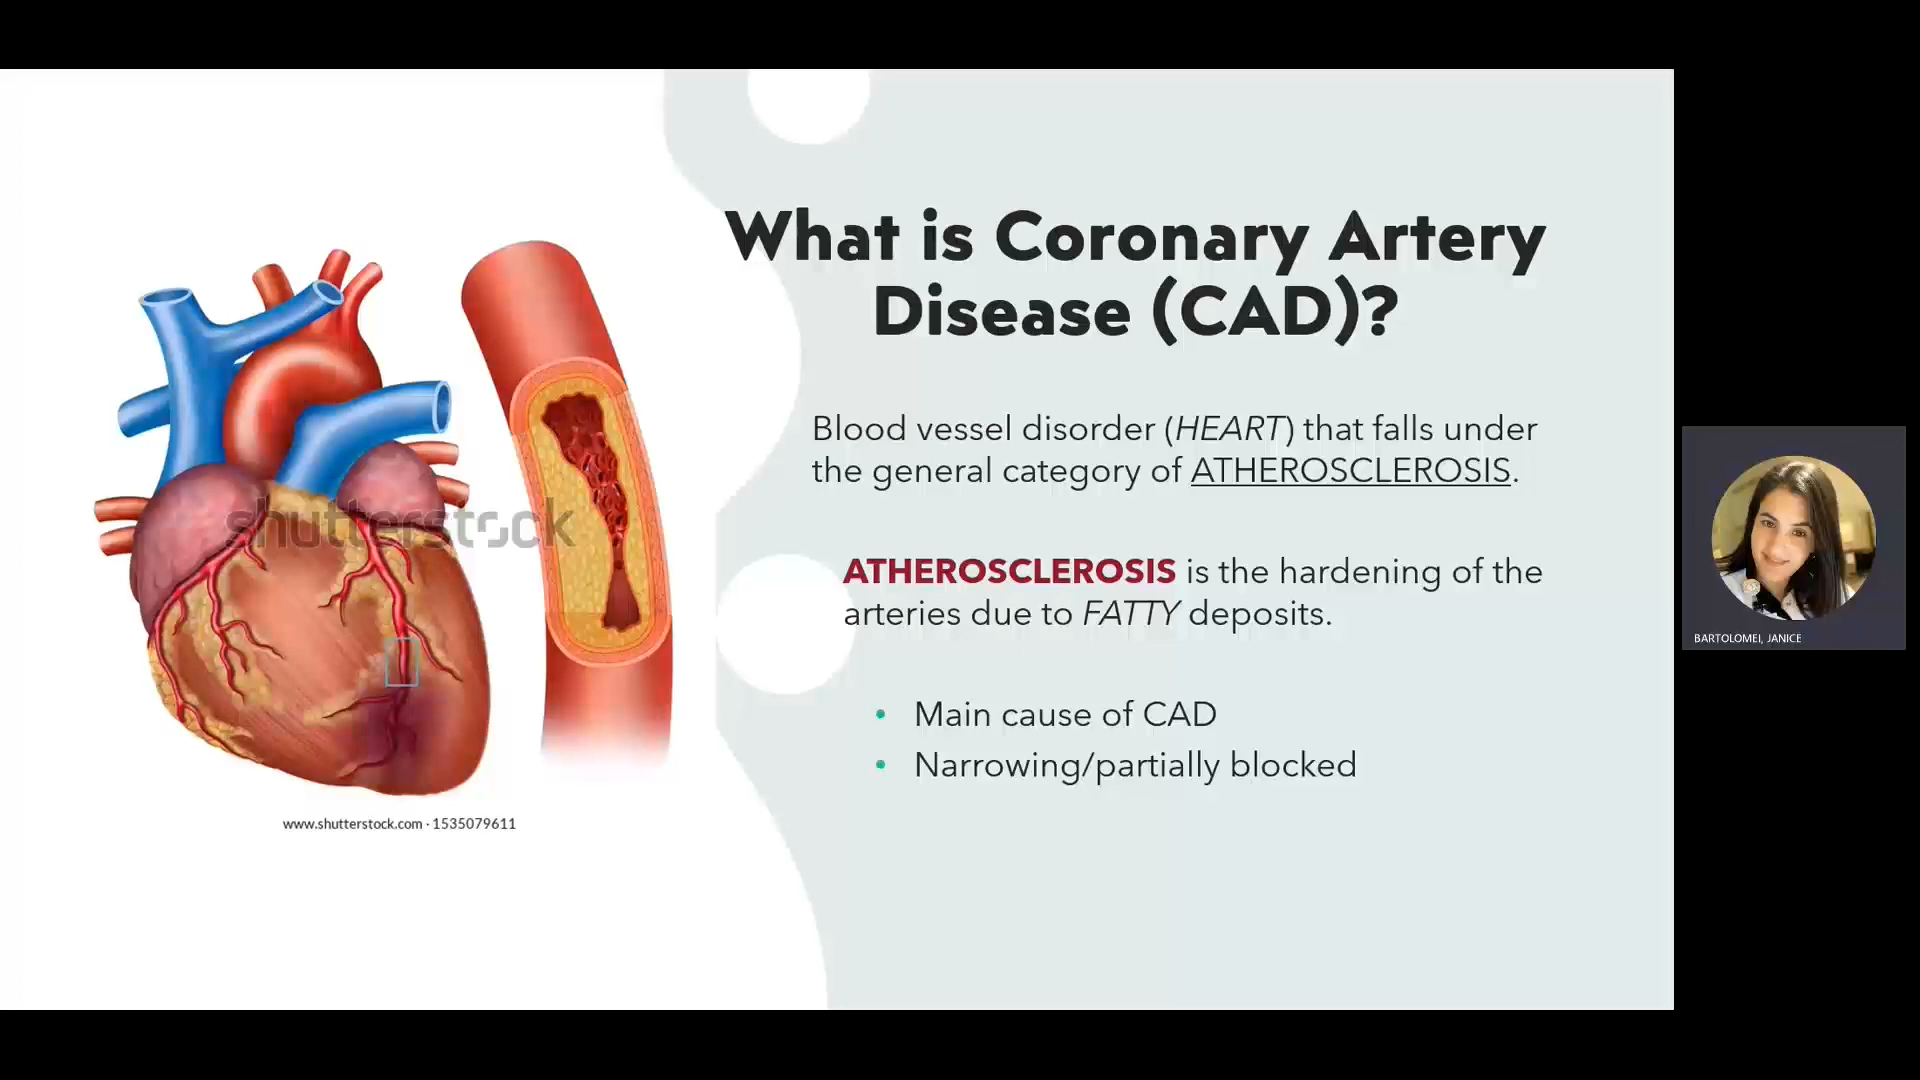 What is Coronary Artery
Disease (CAD)?
Blood vessel disorder (HEART) that falls under
the general category of ATHEROSCLEROSIS.
ATHEROSCLEROSIS is the hardening of the
arteries due to FATTY deposits.
• Main cause of CAD
• Narrowing/partially blocked
shutterstock
www.shutterstock.com · 1535079611
BARTOLOMEI, JANICE